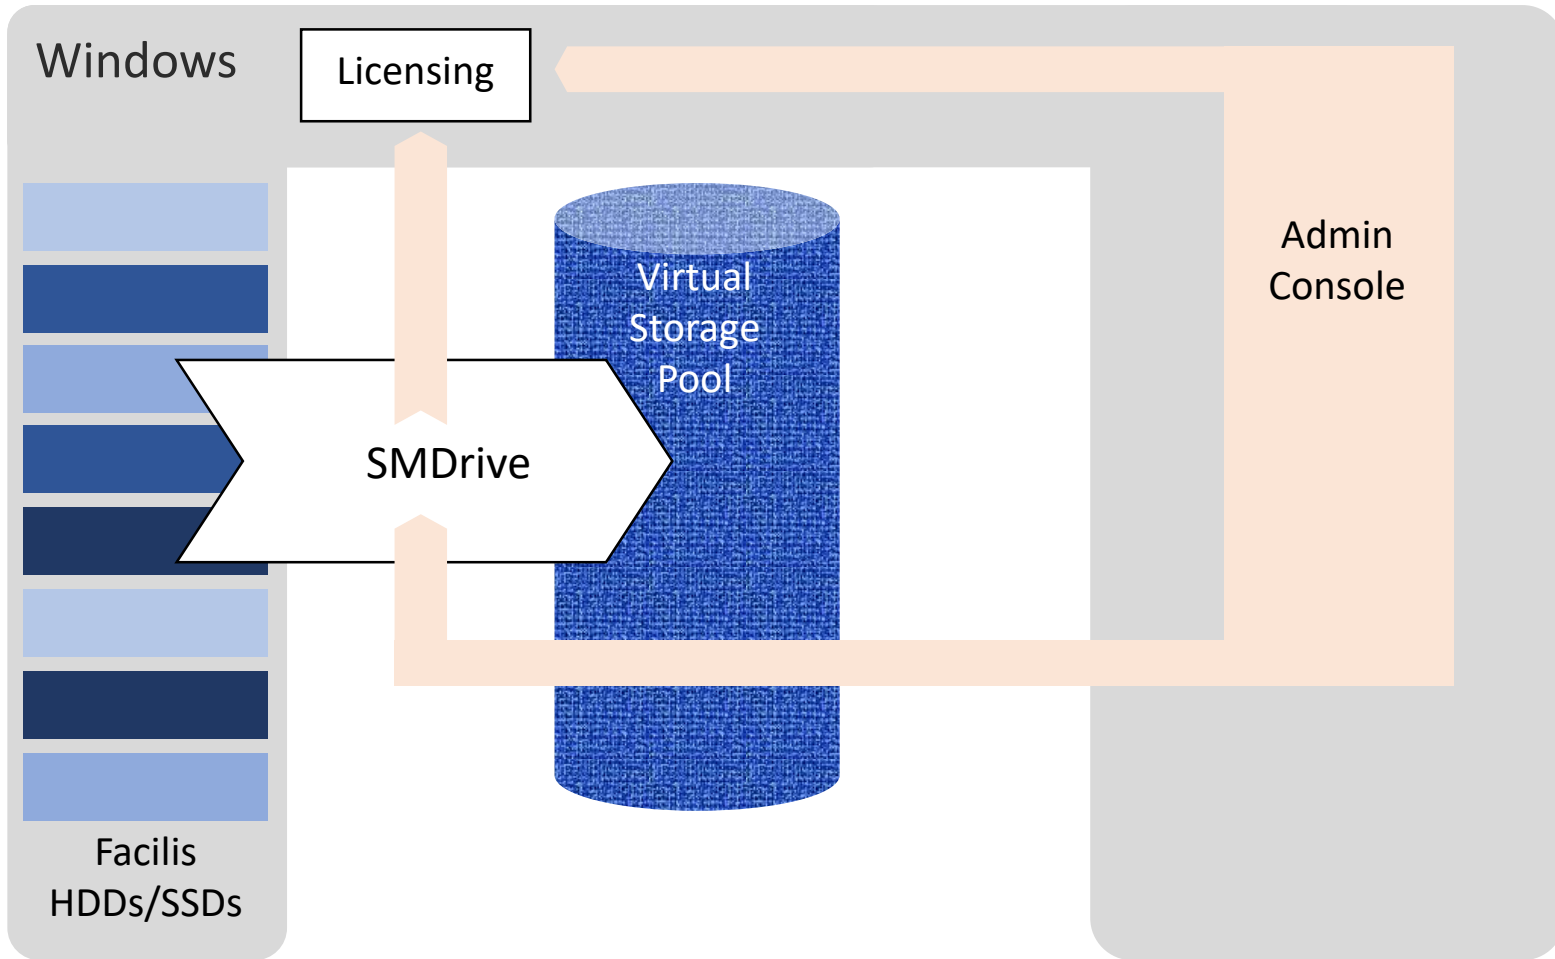 Windows
Licensing
Admin
Console
Virtual
Storage
Pool
SMDrive
Facilis
HDDs/SSDs